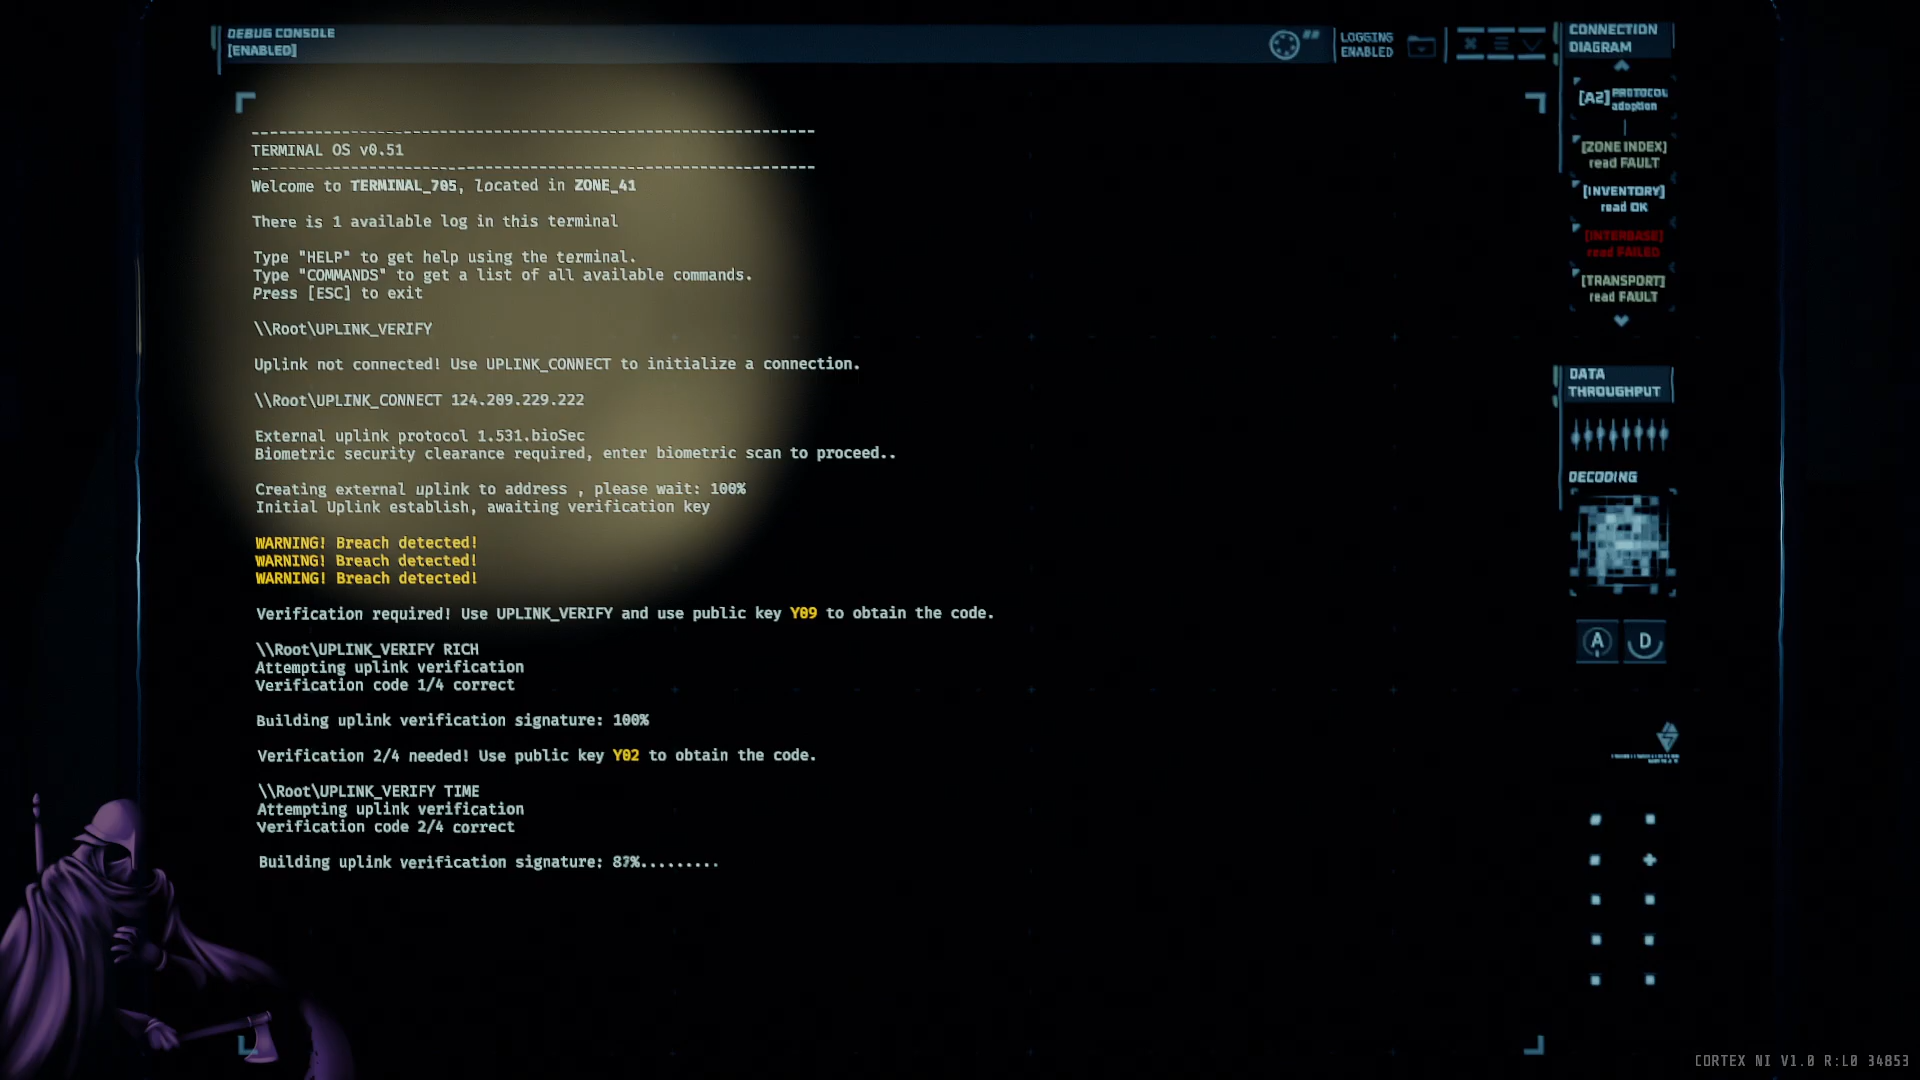 DEBUG CONSOLE
[ENABLED]
LOGGING
ENABLED
------------------------------------------------------------
TERMINAL OS v0.51
------------------------------------------------------------
Welcome to TERMINAL_705, located in ZONE_41
There is 1 available log in this terminal
Type "HELP" to get help using the terminal.
Type "COMMANDS" to get a list of all available commands.
Press [ESC] to exit
\\Root\UPLINK_VERIFY
Uplink not connected! Use UPLINK_CONNECT to initialize a connection.
\\Root\UPLINK_CONNECT 124.209.229.222
External uplink protocol 1.531.bioSec
Biometric security clearance required, enter biometric scan to proceed..
Creating external uplink to address , please wait: 100%
Initial Uplink establish, awaiting verification key
WARNING! Breach detected!
WARNING! Breach detected!
WARNING! Breach detected!
Verification required! Use UPLINK_VERIFY and use public key Y09 to obtain the code.
\\Root\UPLINK_VERIFY RICH
Attempting uplink verification
Verification code 1/4 correct
Building uplink verification signature: 100%
Verification 2/4 needed! Use public key Y02 to obtain the code.
\\Root\UPLINK_VERIFY TIME
Attempting uplink verification
Verification code 2/4 correct
Building uplink verification signature:
CONNECTION
DIAGRAM
[A2] PROTOCOL
adoption
[ZONE INDEX]
read FAULT
[INVENTORY]
read OK
[INTERBASE]
read FAILED
[TRANSPORT]
read FAULT
DATA
THROUGHPUT
DECODING
A D
CORTEX NI V1.0 R:L0 34853